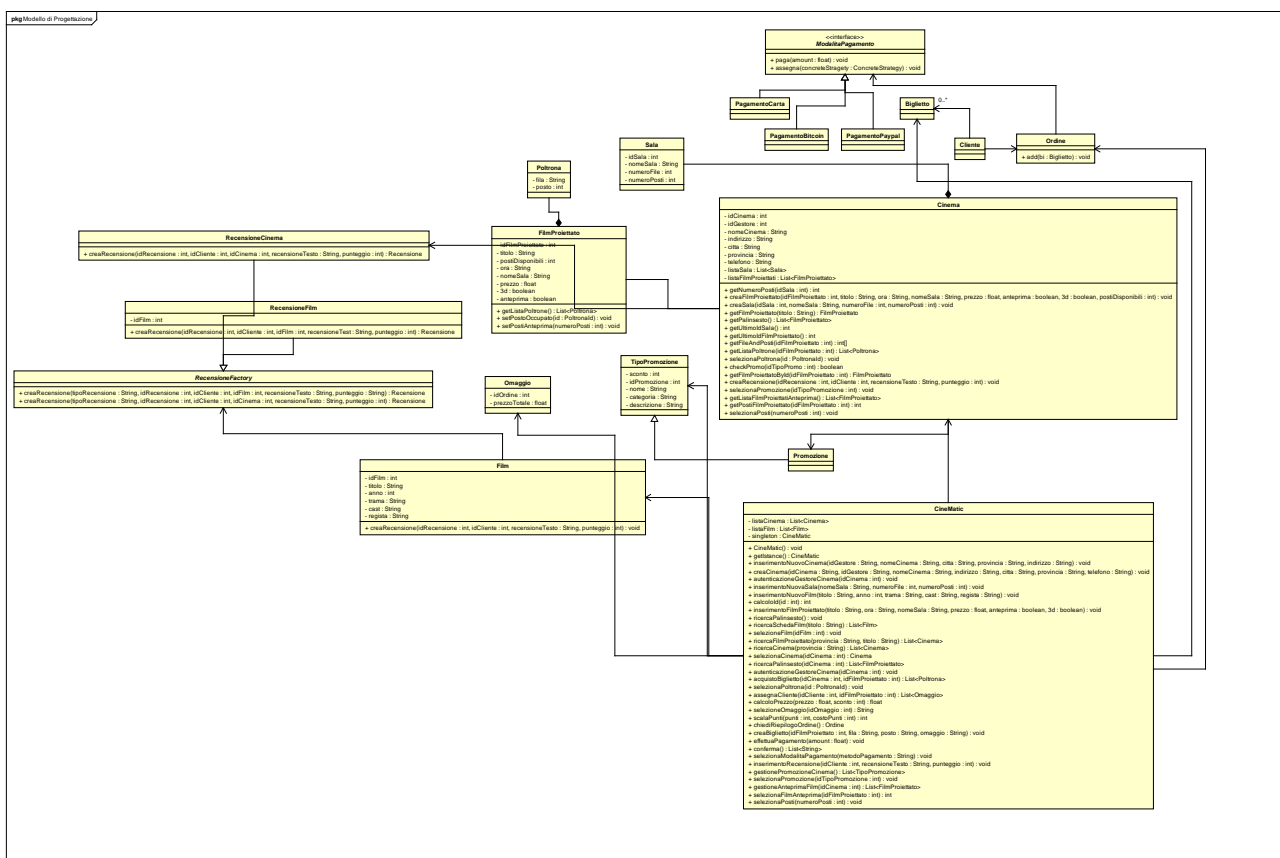 pkg Modello di Progettazione
<<interface>>
ModalitaPagamento
+ paga(amount : float) : void
+ assegna(concreteStragety : ConcreteStrategy) : void
PagamentoCarta
PagamentoBitcoin
PagamentoPaypal
Biglietto
0..*
Cliente
Ordine
+ add(bi : Biglietto) : void
Sala
- idSala : int
- nomeSala : String
- numeroFile : int
- numeroPosti : int
Poltrona
- fila : String
- posto : int
Cinema
- idCinema : int
- idGestore : int
- nomeCinema : String
- indirizzo : String
- citta : String
- provincia : String
- telefono : String
- listaSala : List<Sala>
- listaFilmProiettati : List<FilmProiettato>
+ getNumeroPosti(idSala : int) : int
+ creaFilmProiettato(idFilmProiettato : int, titolo : String, ora : String, nomeSala : String, prezzo : float, anteprima : boolean, 3d : boolean, postiDisponibili : int) : void
+ creaSala(idSala : int, nomeSala : String, numeroFile : int, numeroPosti : int) : void
+ getFilmProiettato(titolo : String) : FilmProiettato
+ getPalinsesto() : List<FilmProiettato>
+ getUltimoIdSala() : int
+ getUltimoIdFilmProiettato() : int
+ getFileAndPosti(idFilmProiettato : int) : int[]
+ getListaPoltrone(idFilmProiettato : int) : List<Poltrona>
+ selezionaPoltrona(id : PoltronaId) : void
+ checkPromo(idTipoPromo : int) : boolean
+ getFilmProiettatoById(idFilmProiettato : int) : FilmProiettato
+ creaRecensione(idRecensione : int, idCliente : int, recensioneTesto : String, punteggio : int) : void
+ selezionaPromozione(idTipoPromozione : int) : void
+ getListaFilmProiettatiAnteprima() : List<FilmProiettato>
+ getPostiFilmProiettato(idFilmProiettato : int) : int
+ selezionaPosti(numeroPosti : int) : void
FilmProiettato
- idFilmProiettato : int
- titolo : String
- postiDisponibili : int
- ora : String
- nomeSala : String
- prezzo : float
- 3d : boolean
- anteprima : boolean
+ getListaPoltrone() : List<Poltrona>
+ setPostoOccupato(id : PoltronaId) : void
+ setPostiAnteprima(numeroPosti : int) : void
RecensioneCinema
+ creaRecensione(idRecensione : int, idCliente : int, idCinema : int, recensioneTesto : String, punteggio : int) : Recensione
RecensioneFilm
- idFilm : int
+ creaRecensione(idRecensione : int, idCliente : int, idFilm : int, recensioneTest : String, punteggio : int) : Recensione
RecensioneFactory
+ creaRecensione(tipoRecensione : String, idRecensione : int, idCliente : int, idFilm : int, recensioneTesto : String, punteggio : String) : Recensione
+ creaRecensione(tipoRecensione : String, idRecensione : int, idCliente : int, idCinema : int, recensioneTesto : String, punteggio : int) : Recensione
Omaggio
- idOrdine : int
- prezzoTotale : float
TipoPromozione
- sconto : int
- idPromozione : int
- nome : String
- categoria : String
- descrizione : String
Promozione
Film
- idFilm : int
- titolo : String
- anno : int
- trama : String
- cast : String
- regista : String
+ creaRecensione(idRecensione : int, idCliente : int, recensioneTesto : String, punteggio : int) : void
CineMatic
- listaCinema : List<Cinema>
- listaFilm : List<Film>
- singleton : CineMatic
+ CineMatic() : void
+ getIstance() : CineMatic
+ inserimentoNuovoCinema(idGestore : String, nomeCinema : String, citta : String, provincia : String, indirizzo : String) : void
+ creaCinema(idCinema : String, idGestore : String, nomeCinema : String, indirizzo : String, citta : String, provincia : String, telefono : String) : void
+ autenticazioneGestoreCinema(idCinema : int) : void
+ inserimentoNuovaSala(nomeSala : String, numeroFile : int, numeroPosti : int) : void
+ inserimentoNuovoFilm(titolo : String, anno : int, trama : String, cast : String, regista : String) : void
+ calcoloId(id : int) : int
+ inserimentoFilmProiettato(titolo : String, ora : String, nomeSala : String, prezzo : float, anteprima : boolean, 3d : boolean) : void
+ ricercaPalinsesto() : void
+ ricercaSchedaFilm(titolo : String) : List<Film>
+ selezioneFilm(idFilm : int) : void
+ ricercaFilmProiettato(provincia : String, titolo : String) : List<Cinema>
+ ricercaCinema(provincia : String) : List<Cinema>
+ selezionaCinema(idCinema : int) : Cinema
+ ricercaPalinsesto(idCinema : int) : List<FilmProiettato>
+ autenticazioneGestoreCinema(idCinema : int) : void
+ acquistoBiglietto(idCinema : int, idFilmProiettato : int) : List<Poltrona>
+ selezionaPoltrona(id : PoltronaId) : void
+ assegnaCliente(idCliente : int, idFilmProiettato : int) : List<Omaggio>
+ calcoloPrezzo(prezzo : float, sconto : int) : float
+ selezioneOmaggio(idOmaggio : int) : String
+ scalaPunti(punti : int, costoPunti : int) : int
+ chiediRiepilogoOrdine() : Ordine
+ creaBiglietto(idFilmProiettato : int, fila : String, posto : String, omaggio : String) : void
+ effettuaPagamento(amount : float) : void
+ conferma() : List<String>
+ selezionaModalitaPagamento(metodoPagamento : String) : void
+ inserimentoRecensione(idCliente : int, recensioneTesto : String, punteggio : int) : void
+ gestionePromozioneCinema() : List<TipoPromozione>
+ selezionaPromozione(idTipoPromozione : int) : void
+ gestioneAnteprimaFilm(idCinema : int) : List<FilmProiettato>
+ selezionaFilmAnteprima(idFilmProiettato : int) : int
+ selezionaPosti(numeroPosti : int) : void